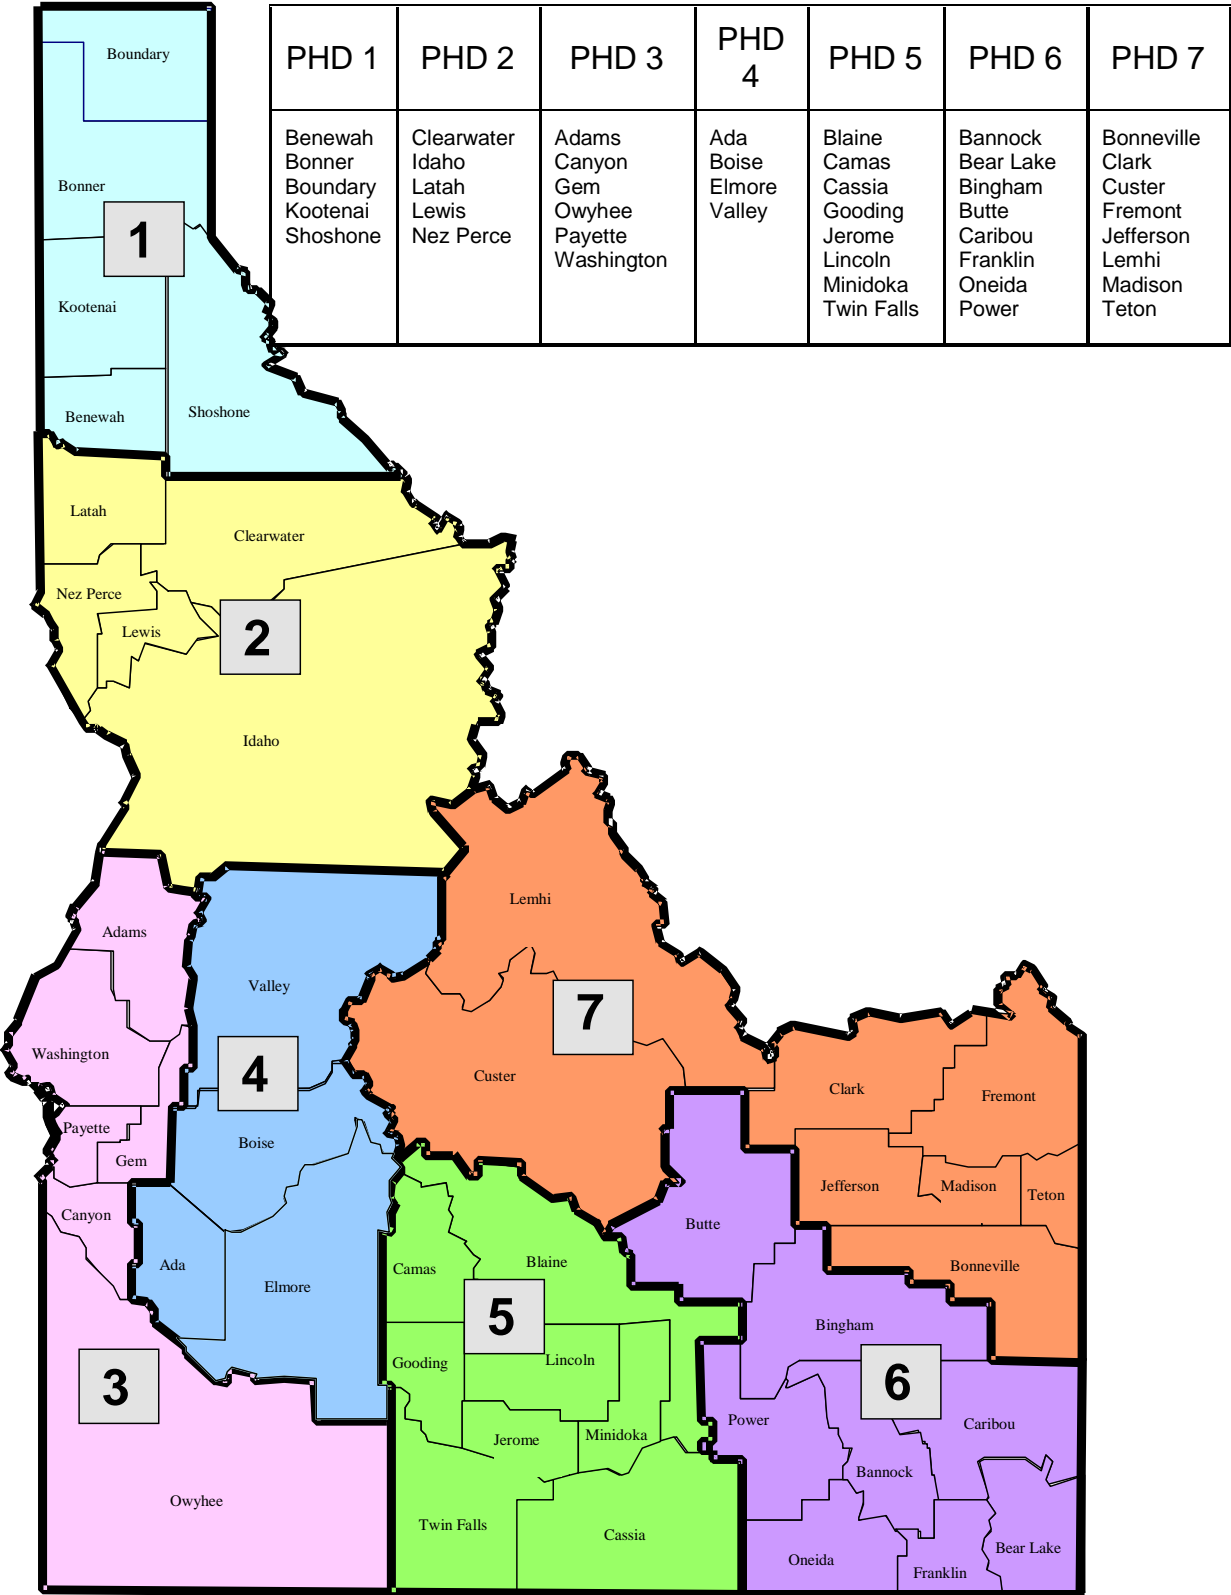 PHD 1
PHD 2
PHD 3
PHD
4
PHD 5
PHD 6
PHD 7
Benewah
Bonner
Boundary
Kootenai
Shoshone
Clearwater
Idaho
Latah
Lewis
Nez Perce
Adams
Canyon
Gem
Owyhee
Payette
Washington
Ada
Boise
Elmore
Valley
Blaine
Camas
Cassia
Gooding
Jerome
Lincoln
Minidoka
Twin Falls
Bannock
Bear Lake
Bingham
Butte
Caribou
Franklin
Oneida
Power
Bonneville
Clark
Custer
Fremont
Jefferson
Lemhi
Madison
Teton
Boundary
Bonner
1
Kootenai
Benewah
Shoshone
Latah
Clearwater
Nez Perce
Lewis
2
Idaho
Lemhi
Adams
Valley
7
Washington
4
Custer
Clark
Fremont
Payette
Boise
Gem
Jefferson
Madison
Teton
Canyon
Butte
Ada
Elmore
Camas
Blaine
Bonneville
5
Bingham
3
Gooding
Lincoln
6
Power
Caribou
Jerome
Minidoka
Bannock
Owyhee
Twin Falls
Cassia
Oneida
Franklin
Bear Lake